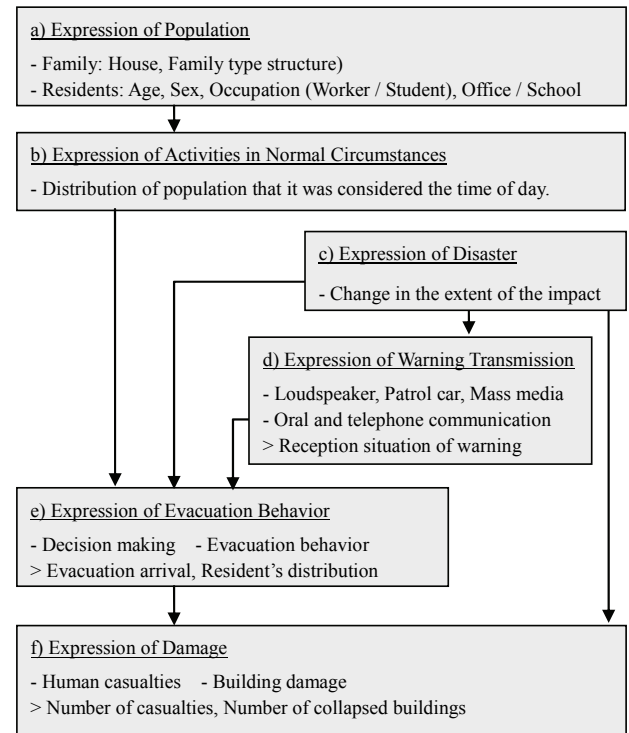 a) Expression of Population
- Family: House, Family type structure)
- Residents: Age, Sex, Occupation (Worker / Student), Office / School
b) Expression of Activities in Normal Circumstances
- Distribution of population that it was considered the time of day.
c) Expression of Disaster
- Change in the extent of the impact
d) Expression of Warning Transmission
- Loudspeaker, Patrol car, Mass media
- Oral and telephone communication
> Reception situation of warning
e) Expression of Evacuation Behavior
- Decision making - Evacuation behavior
> Evacuation arrival, Resident’s distribution
f) Expression of Damage
- Human casualties - Building damage
> Number of casualties, Number of collapsed buildings